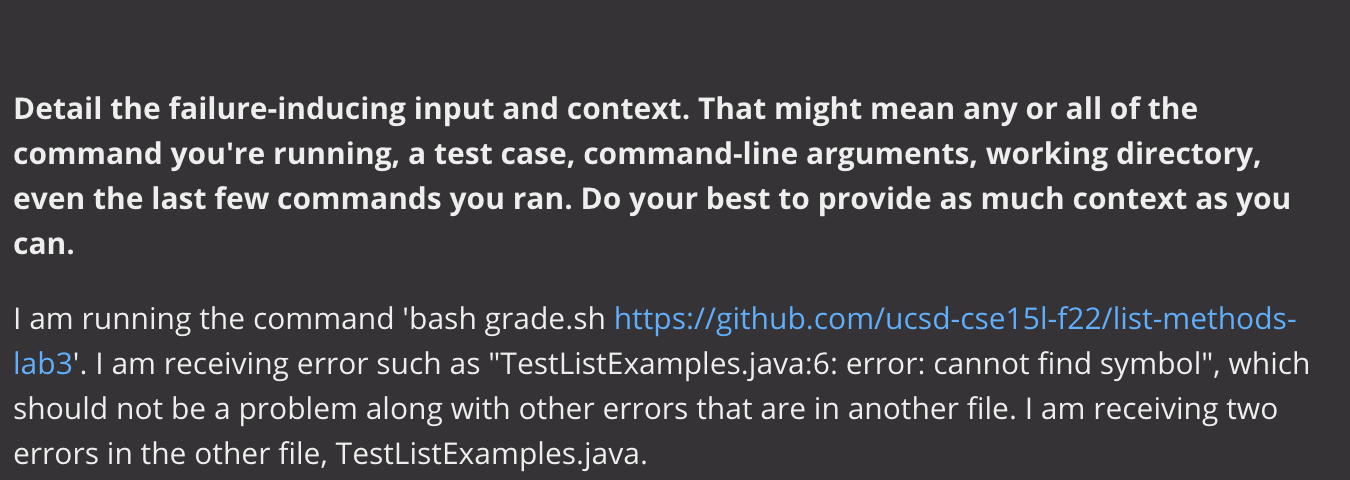 Detail the failure-inducing input and context. That might mean any or all of the
command you're running, a test case, command-line arguments, working directory,
even the last few commands you ran. Do your best to provide as much context as you
can.
I am running the command 'bash grade.sh https://github.com/ucsd-cse15l-f22/list-methods-
lab3'. I am receiving error such as "TestListExamples.java:6: error: cannot find symbol", which
should not be a problem along with other errors that are in another file. I am receiving two
errors in the other file, TestListExamples.java.